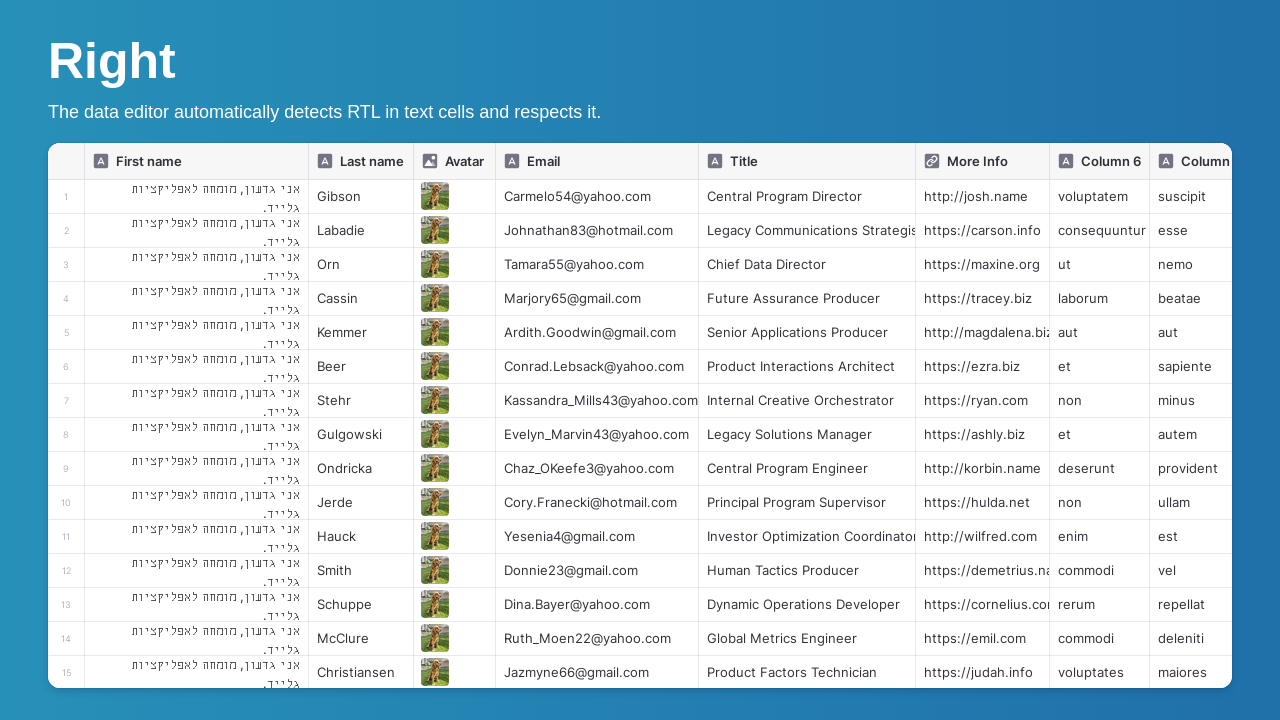 Right
The data editor automatically detects RTL in text cells and respects it.
First name Last name Avatar Email Title More Info Column 6 Column
1 אני גדעון, מומחה לאפליקציות גלייד. Gibson Carmelo54@yahoo.com Central Program Director http://josh.name voluptatem suscipit
2 אני גדעון, מומחה לאפליקציות גלייד. Labadie Johnathan83@hotmail.com Legacy Communications Strategis https://carson.info consequuntur esse
3 אני גדעון, מומחה לאפליקציות גלייד. Orn Tamara55@yahoo.com Chief Data Director https://maxine.org ut nemo
4 אני גדעון, מומחה לאפליקציות גלייד. Cassin Marjory65@gmail.com Future Assurance Producer https://tracey.biz laborum beatae
5 אני גדעון, מומחה לאפליקציות גלייד. Kemmer Ardith.Goodwin@gmail.com Senior Applications Producer http://magdalena.biz aut aut
6 אני גדעון, מומחה לאפליקציות גלייד. Beer Conrad.Lebsack@yahoo.com Product Interactions Architect https://ezra.biz et sapiente
7 אני גדעון, מומחה לאפליקציות גלייד. Stehr Kassandra_Mills43@yahoo.com Internal Creative Orchestrator https://ryan.com non minus
8 אני גדעון, מומחה לאפליקציות גלייד. Gulgowski Evelyn_Marvin43@yahoo.com Legacy Solutions Manager https://ashly.biz et autem
9 אני גדעון, מומחה לאפליקציות גלייד. Ondricka Chaz_OKeefe3@yahoo.com Central Program Engineer http://korbin.name deserunt provident
10 אני גדעון, מומחה לאפליקציות גלייד. Jerde Cory.Franecki@hotmail.com Principal Program Supervisor https://hulda.net non ullam
11 אני גדעון, מומחה לאפליקציות גלייד. Hauck Yesenia4@gmail.com Investor Optimization Coordinator http://wilfred.com enim est
12 אני גדעון, מומחה לאפליקציות גלייד. Smith Donnie23@gmail.com Human Tactics Producer https://demetrius.na commodi vel
13 אני גדעון, מומחה לאפליקציות גלייד. Schuppe Dina.Bayer@yahoo.com Dynamic Operations Developer https://cornelius.co rerum repellat
14 אני גדעון, מומחה לאפליקציות גלייד. McClure Ruth_Moen22@yahoo.com Global Metrics Engineer https://emil.com commodi deleniti
15 אני גדעון, מומחה לאפליקציות גלייד. Christiansen Jazmyne66@gmail.com Product Factors Technician https://judah.info voluptates maiores